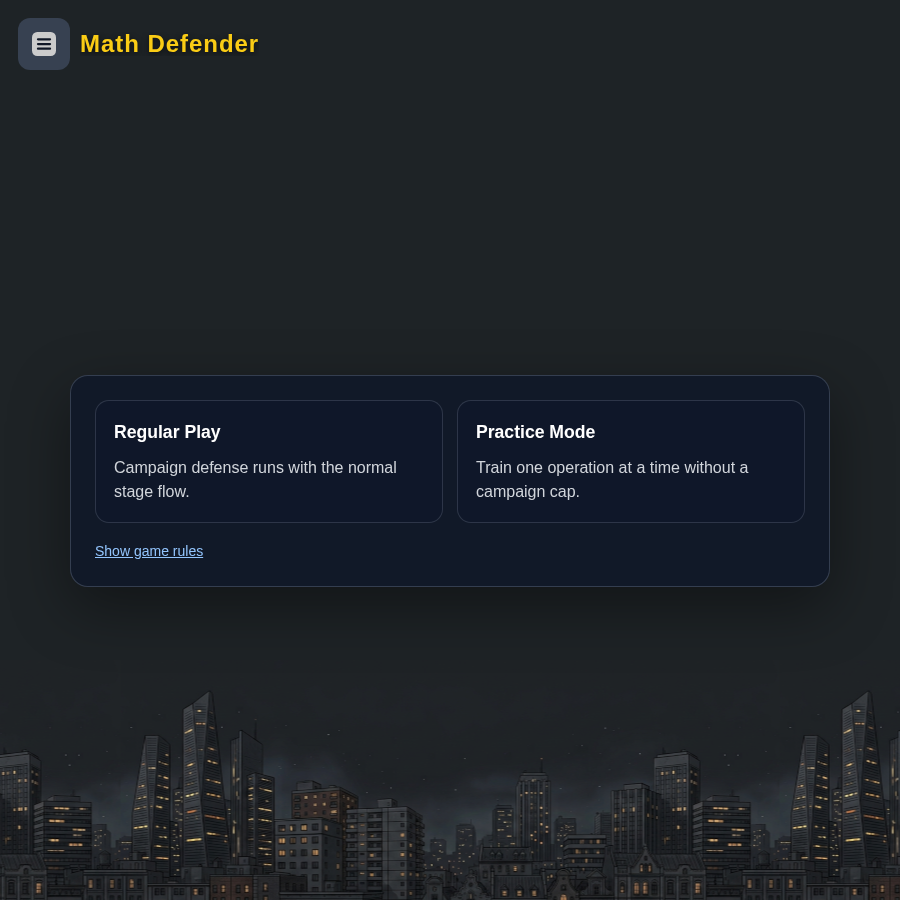 Math Defender
Regular Play
Campaign defense runs with the normal
stage flow.
Practice Mode
Train one operation at a time without a
campaign cap.
Show game rules